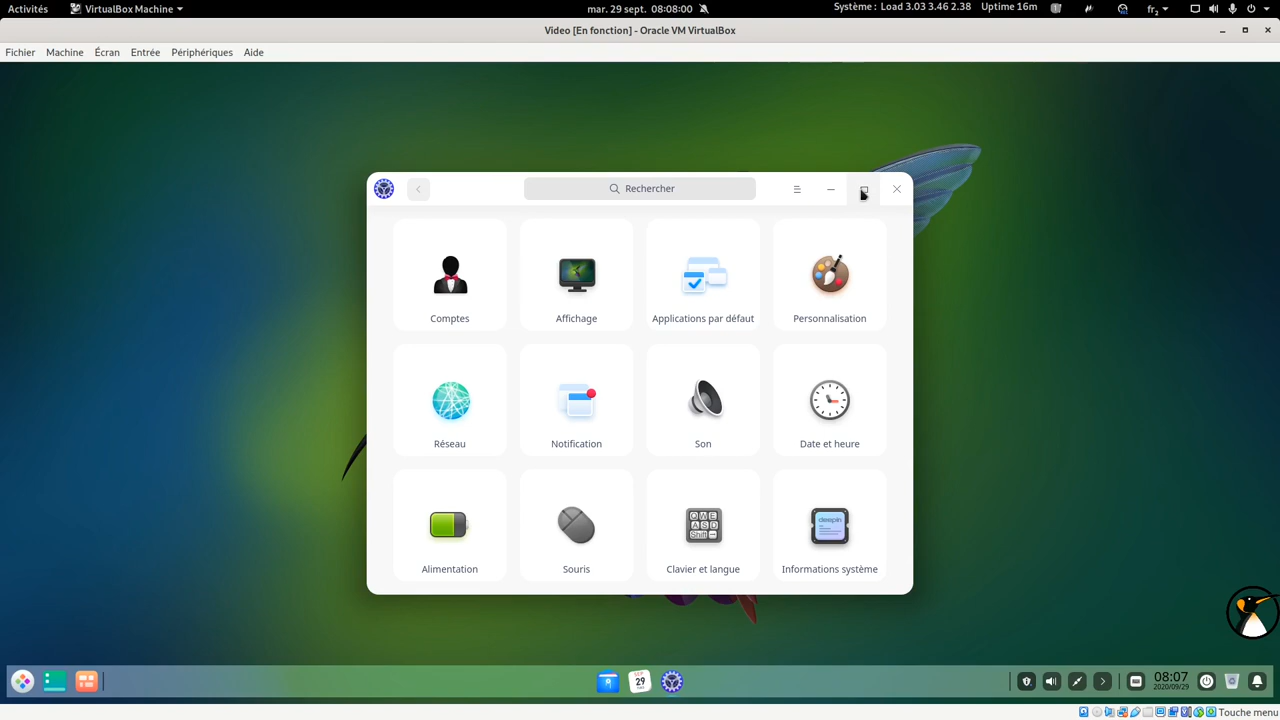 Activités VirtualBox Machine mar. 29 sept. 08:08:00 Système : Load 3.03 3.46 2.38 Uptime 16m fr₂
Video [En fonction] - Oracle VM VirtualBox
Fichier Machine Écran Entrée Périphériques Aide
Rechercher
Comptes Affichage Applications par défaut Personnalisation
Réseau Notification Son Date et heure
deepin
Alimentation Souris Clavier et langue Informations système
SEP
29
08:07
2020/09/29
Touche menu